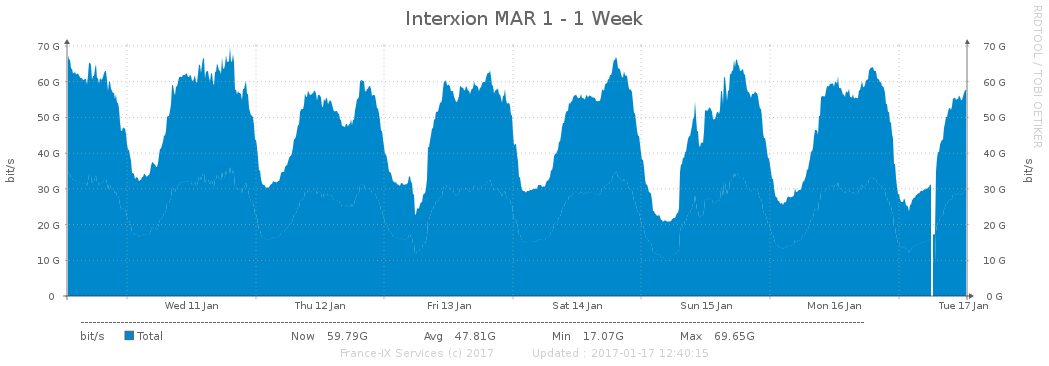 Interxion MAR 1 - 1 Week
RRDTOOL / TOBI OETIKER
bit/s
70 G
60 G
50 G
40 G
30 G
20 G
10 G
0
70 G
60 G
50 G
40 G
30 G
20 G
10 G
0 G
bit/s
Wed 11 Jan Thu 12 Jan Fri 13 Jan Sat 14 Jan Sun 15 Jan Mon 16 Jan Tue 17 Jan
bit/s Total Now 59.79G Avg 47.81G Min 17.07G Max 69.65G
France-IX Services (c) 2017 Updated : 2017-01-17 12:40:15